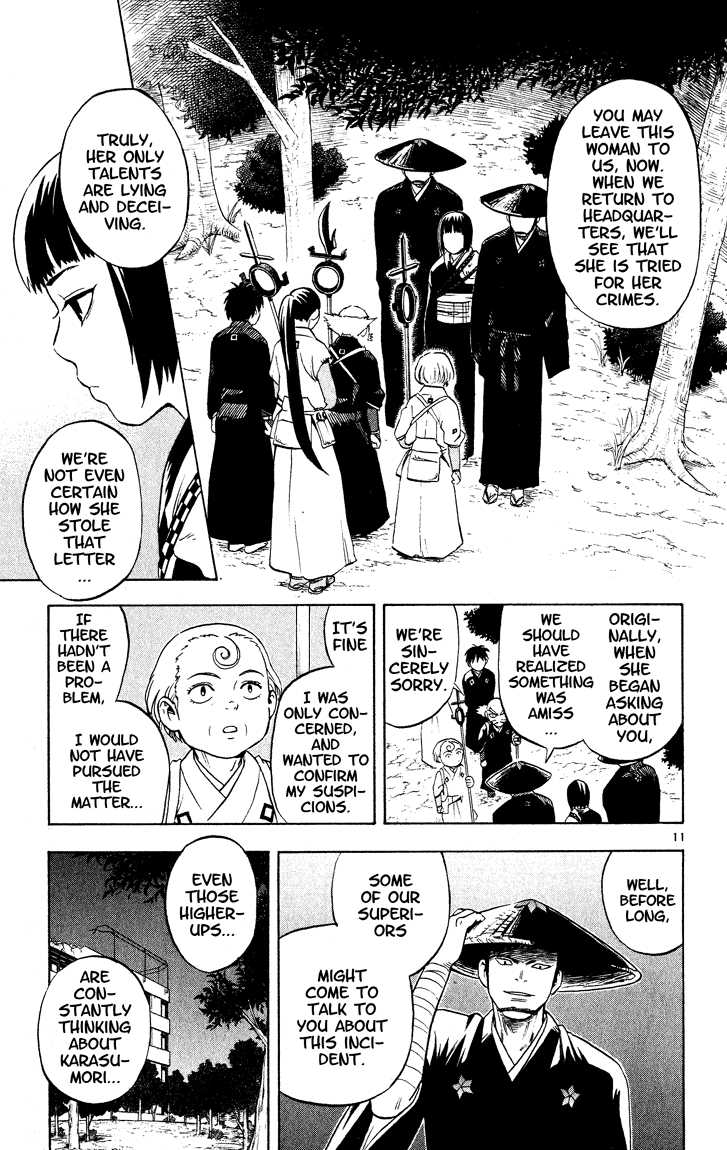 YOU MAY
LEAVE THIS
WOMAN TO
US, NOW.
WHEN WE
RETURN TO
HEADQUAR-
TERS, WE'LL
SEE THAT
SHE IS TRIED
FOR HER
CRIMES.
TRULY,
HER ONLY
TALENTS
ARE LYING
AND DECEI-
VING.
WE'RE
NOT EVEN
CERTAIN
HOW SHE
STOLE
THAT
LETTER
...
ORIGI-
NALLY,
WHEN
SHE
BEGAN
ASKING
ABOUT
YOU,
WE
SHOULD
HAVE
REALIZED
SOMETHING
WAS
AMISS
...
WE'RE
SIN-
CERELY
SORRY.
IT'S
FINE
I WAS
ONLY CON-
CERNED,
AND
WANTED TO
CONFIRM
MY SUSPI-
CIONS.
IF
THERE
HADN'T
BEEN A
PRO-
BLEM,
I WOULD
NOT HAVE
PURSUED
THE
MATTER...
11
WELL,
BEFORE
LONG,
SOME
OF OUR
SUPERI-
ORS
MIGHT
COME TO
TALK TO
YOU ABOUT
THIS INCI-
DENT.
EVEN
THOSE
HIGHER-
UPS...
ARE
CON-
STANTLY
THINKING
ABOUT
KARASU-
MORI...